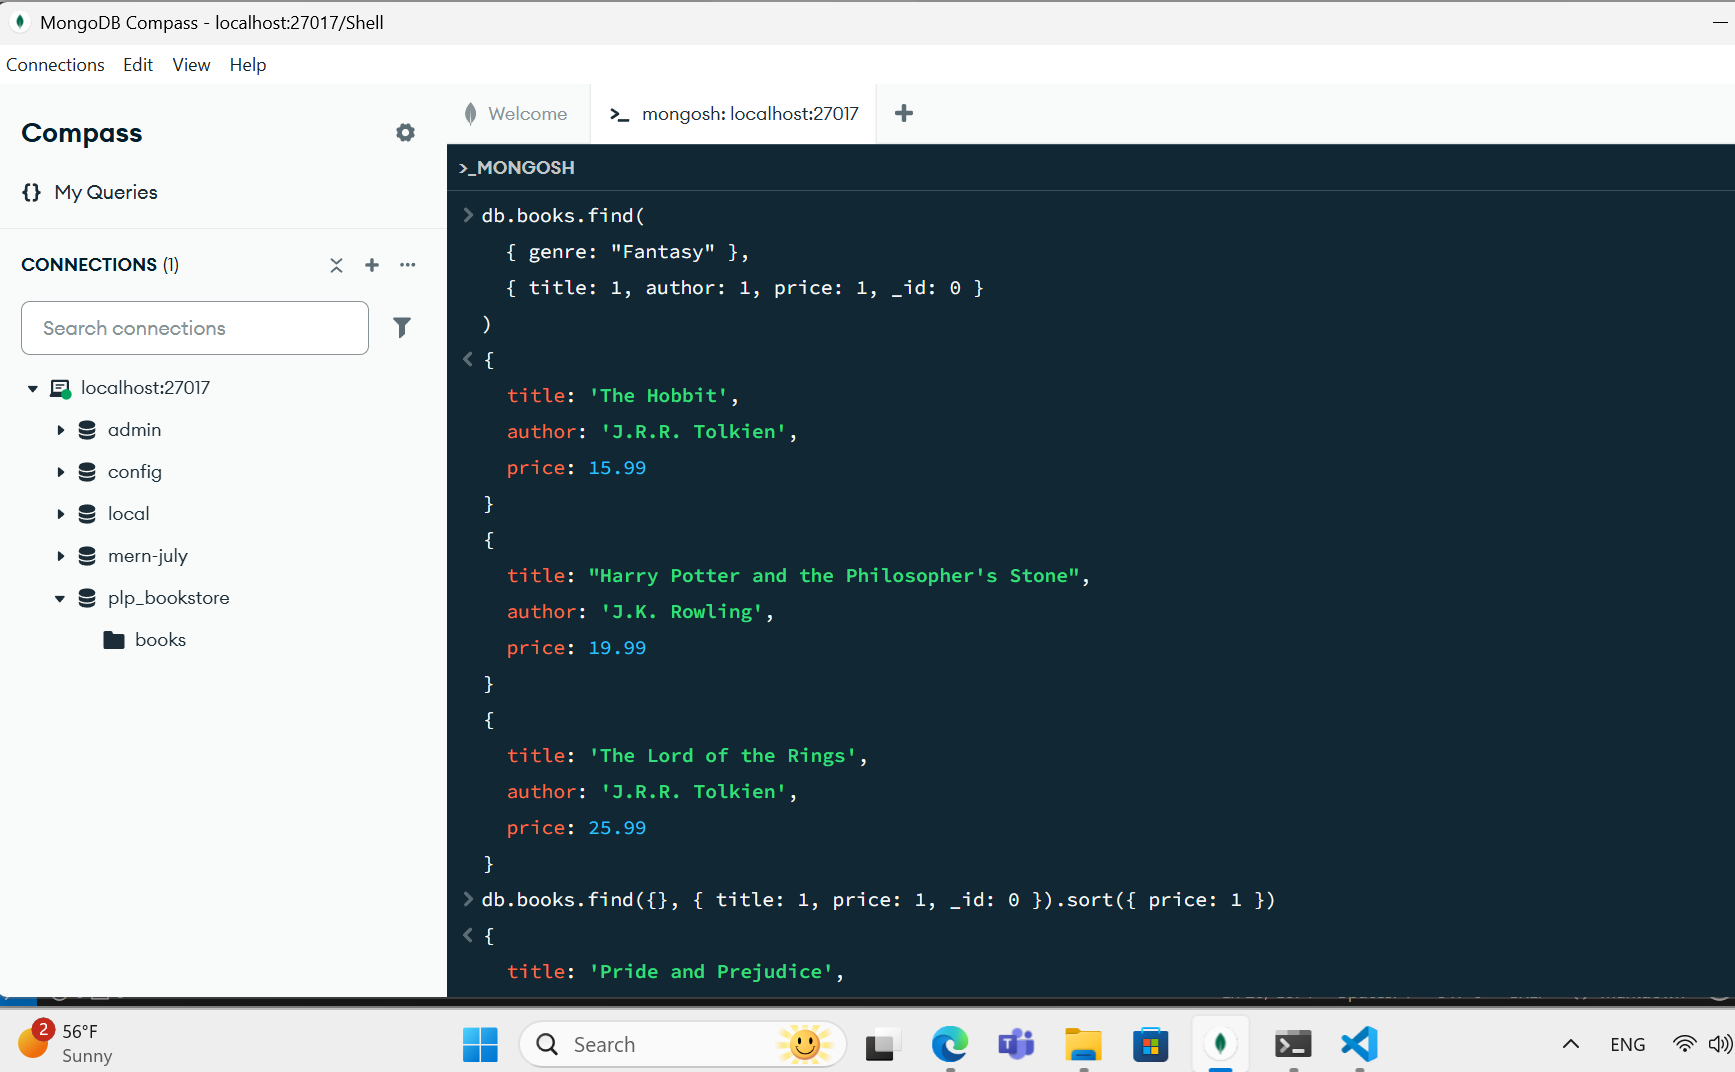 MongoDB Compass - localhost:27017/Shell
Connections Edit View Help
Compass
{} My Queries
CONNECTIONS (1)
Search connections
localhost:27017
admin
config
local
mern-july
plp_bookstore
books
Welcome
>_ mongosh: localhost:27017
>_MONGOSH
> db.books.find(
{ genre: "Fantasy" },
{ title: 1, author: 1, price: 1, _id: 0 }
)
< {
title: 'The Hobbit',
author: 'J.R.R. Tolkien',
price: 15.99
}
{
title: "Harry Potter and the Philosopher's Stone",
author: 'J.K. Rowling',
price: 19.99
}
{
title: 'The Lord of the Rings',
author: 'J.R.R. Tolkien',
price: 25.99
}
> db.books.find({}, { title: 1, price: 1, _id: 0 }).sort({ price: 1 })
< {
title: 'Pride and Prejudice',
2
56°F
Sunny
Search
ENG